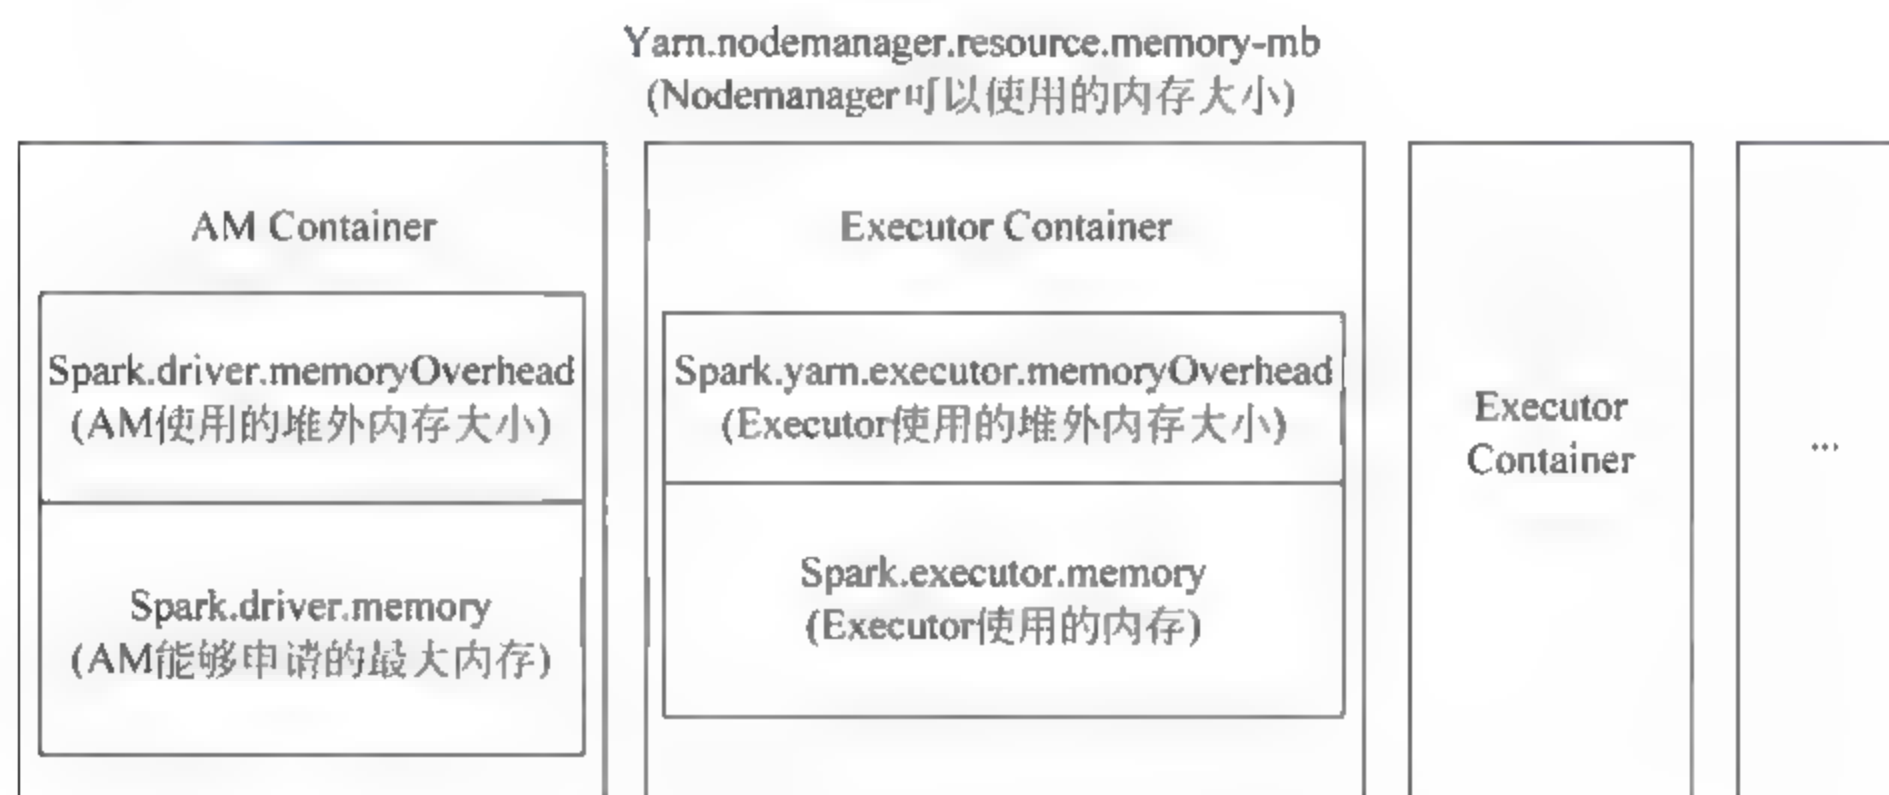 Yarn.nodemanager.resource.memory-mb
(Nodemanager可以使用的内存大小)
AM Container
Spark.driver.memoryOverhead
(AM使用的堆外内存大小)
Spark.driver.memory
(AM能够申请的最大内存)
Executor Container
Spark.yarn.executor.memoryOverhead
(Executor使用的堆外内存大小)
Spark.executor.memory
(Executor使用的内存)
Executor
Container
...